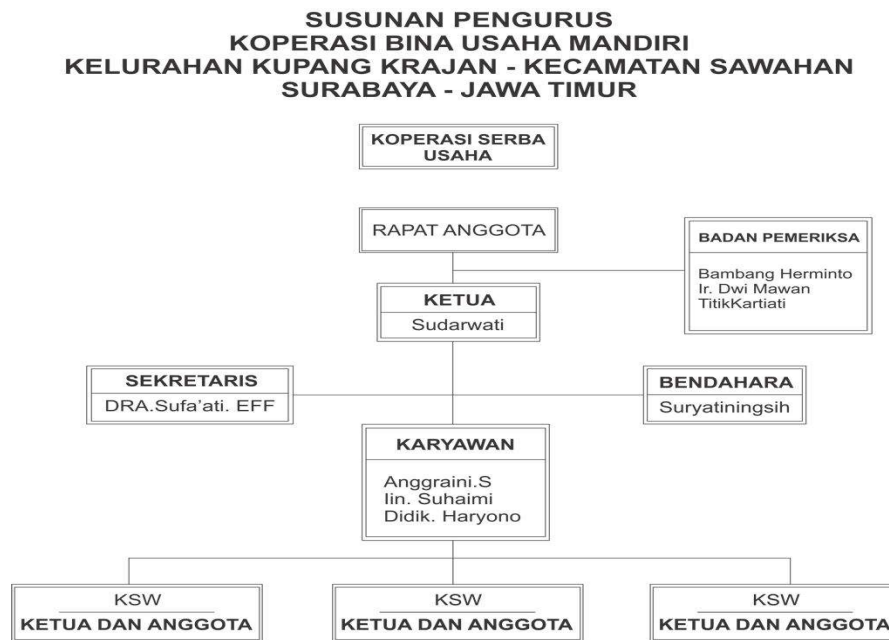 SUSUNAN PENGURUS
KOPERASI BINA USAHA MANDIRI
KELURAHAN KUPANG KRAJAN - KECAMATAN SAWAHAN
SURABAYA - JAWA TIMUR
KOPERASI SERBA
USAHA
RAPAT ANGGOTA
BADAN PEMERIKSA
Bambang Herminto
Ir. Dwi Mawan
TitikKartiati
KETUA
Sudarwati
SEKRETARIS
DRA.Sufa'ati. EFF
BENDAHARA
Suryatiningsih
KARYAWAN
Anggraini.S
Iin. Suhaimi
Didik. Haryono
KSW
KETUA DAN ANGGOTA
KSW
KETUA DAN ANGGOTA
KSW
KETUA DAN ANGGOTA